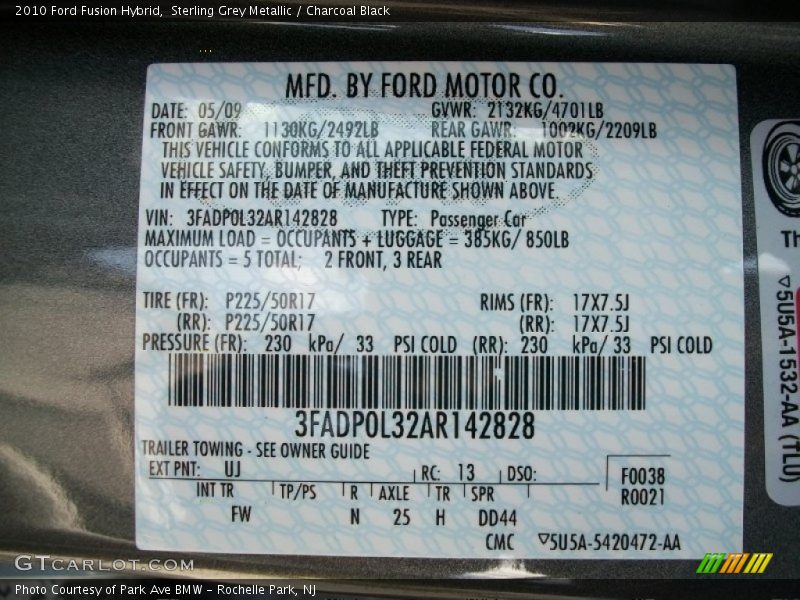 2010 Ford Fusion Hybrid,  Sterling Grey Metallic / Charcoal Black
MFD. BY FORD MOTOR CO.
DATE: 05/09 GVWR: 2132KG/4701LB
FRONT GAWR: 1130KG/2492LB REAR GAWR: 1002KG/2209LB
THIS VEHICLE CONFORMS TO ALL APPLICABLE FEDERAL MOTOR
VEHICLE SAFETY, BUMPER, AND THEFT PREVENTION STANDARDS
IN EFFECT ON THE DATE OF MANUFACTURE SHOWN ABOVE.
VIN: 3FADP0L32AR142828 TYPE: Passenger Car
MAXIMUM LOAD = OCCUPANTS + LUGGAGE = 385KG/ 850LB
OCCUPANTS = 5 TOTAL; 2 FRONT, 3 REAR
TIRE (FR): P225/50R17 RIMS (FR): 17X7.5J
(RR): P225/50R17 (RR): 17X7.5J
PRESSURE (FR): 230 kPa/ 33 PSI COLD (RR): 230 kPa/ 33 PSI COLD
3FADP0L32AR142828
TRAILER TOWING - SEE OWNER GUIDE
EXT PNT: UJ RC: 13 DSO: F0038
R0021
INT TR TP/PS R AXLE TR SPR
FW N 25 H DD44
CMC ▽5U5A-5420472-AA
Th
▽5U5A-1532-AA (TLU)
GTCARLOT.COM
Photo Courtesy of Park Ave BMW - Rochelle Park, NJ